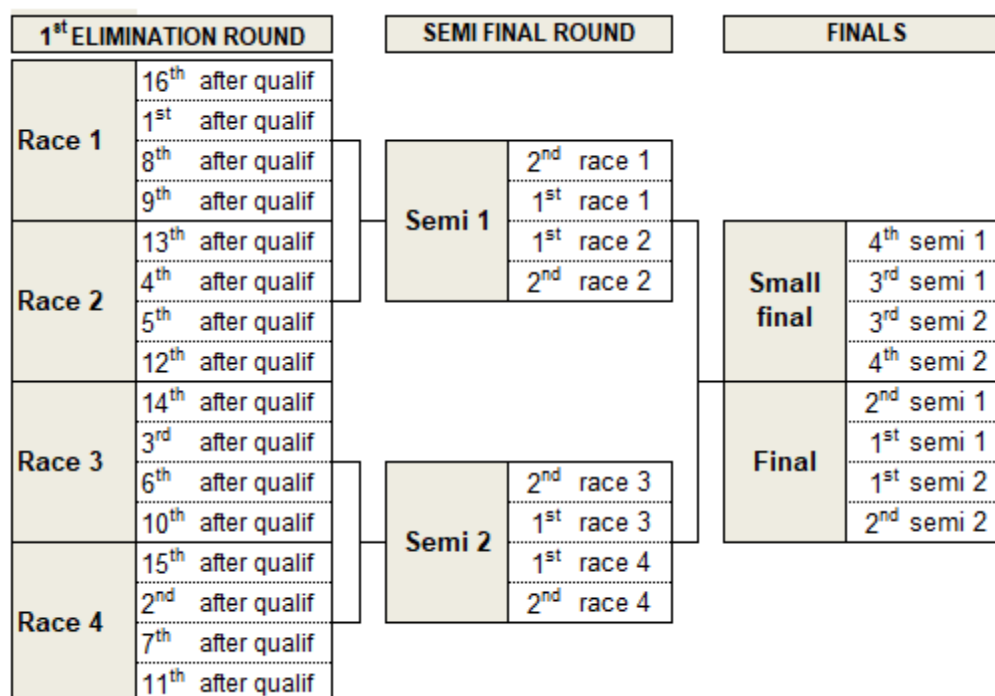 1st ELIMINATION ROUND
SEMI FINAL ROUND
FINALS
Race 1
16th after qualif
1st after qualif
8th after qualif
9th after qualif
Race 2
13th after qualif
4th after qualif
5th after qualif
12th after qualif
Race 3
14th after qualif
3rd after qualif
6th after qualif
10th after qualif
Race 4
15th after qualif
2nd after qualif
7th after qualif
11th after qualif
Semi 1
2nd race 1
1st race 1
1st race 2
2nd race 2
Semi 2
2nd race 3
1st race 3
1st race 4
2nd race 4
Small
final
4th semi 1
3rd semi 1
3rd semi 2
4th semi 2
Final
2nd semi 1
1st semi 1
1st semi 2
2nd semi 2